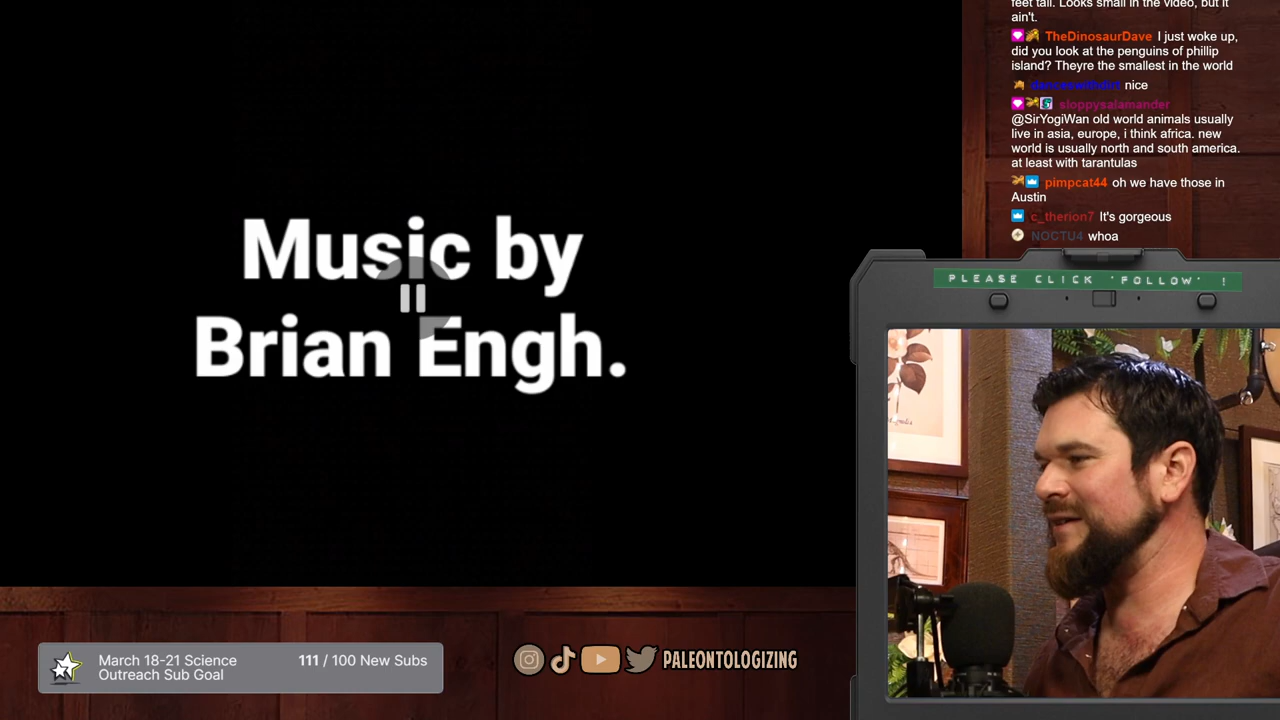 feet tall. Looks small in the video, but it
ain't.
TheDinosaurDave I just woke up,
did you look at the penguins of phillip
island? Theyre the smallest in the world
danceswithdirt nice
sloppysalamander
@SirYogiWan old world animals usually
live in asia, europe, i think africa. new
world is usually north and south america.
at least with tarantulas
pimpcat44 oh we have those in
Austin
c_therion7 It's gorgeous
NOCTU4 whoa
Music by
Brian Engh.
PLEASE CLICK 'FOLLOW' !
March 18-21 Science
Outreach Sub Goal
111 / 100 New Subs
PALEONTOLOGIZING